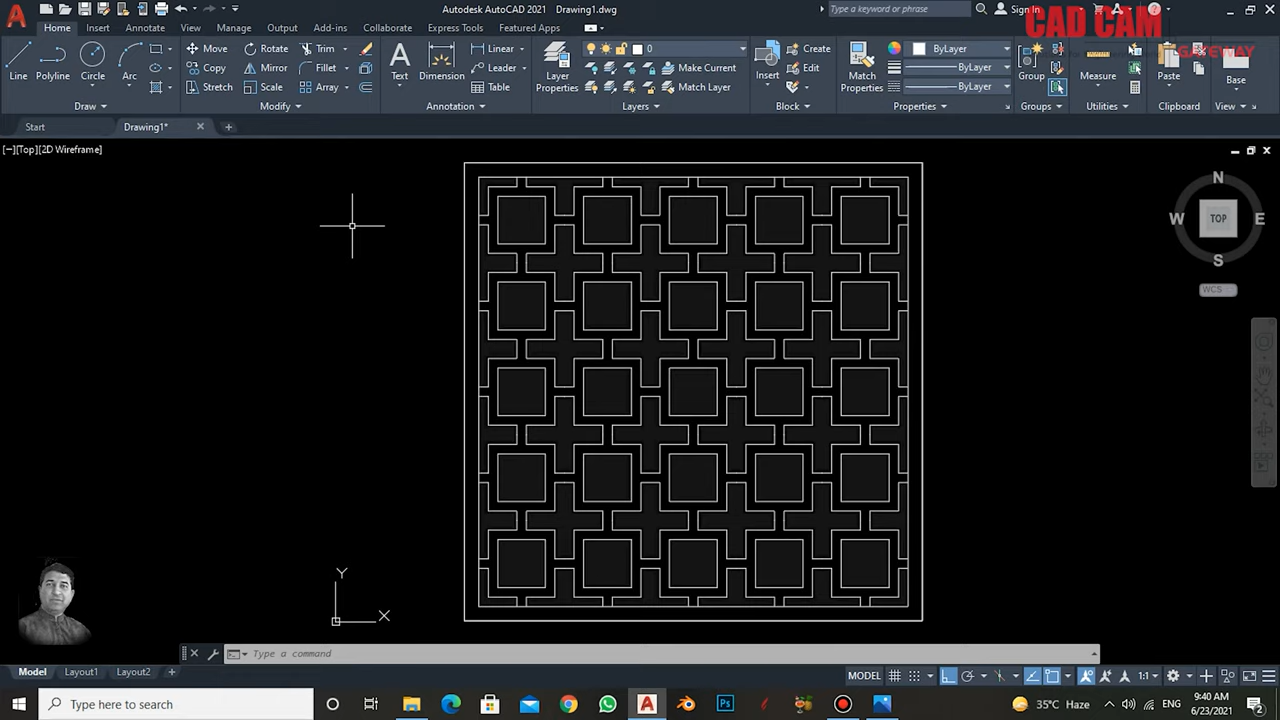 Autodesk AutoCAD 2021 Drawing1.dwg
Type a keyword or phrase
Sign In
CAD CAM
GATEWAY
Home Insert Annotate View Manage Output Add-ins Collaborate Express Tools Featured Apps
Line Polyline Circle Arc
Move Rotate Trim
Copy Mirror Fillet
Stretch Scale Array
Text Dimension
Linear
Leader
Table
Layer Properties
0
Make Current
Match Layer
Insert
Create
Edit
Match Properties
ByLayer
ByLayer
ByLayer
Group Measure Paste Base
Draw Modify Annotation Layers Block Properties Groups Utilities Clipboard View
Start Drawing1*
[−][Top][2D Wireframe]
N
W TOP E
S
WCS
Y
X
Type a command
Model Layout1 Layout2
MODEL
1:1
Type here to search
Ps
35°C Haze
ENG
9:40 AM
6/23/2021
2